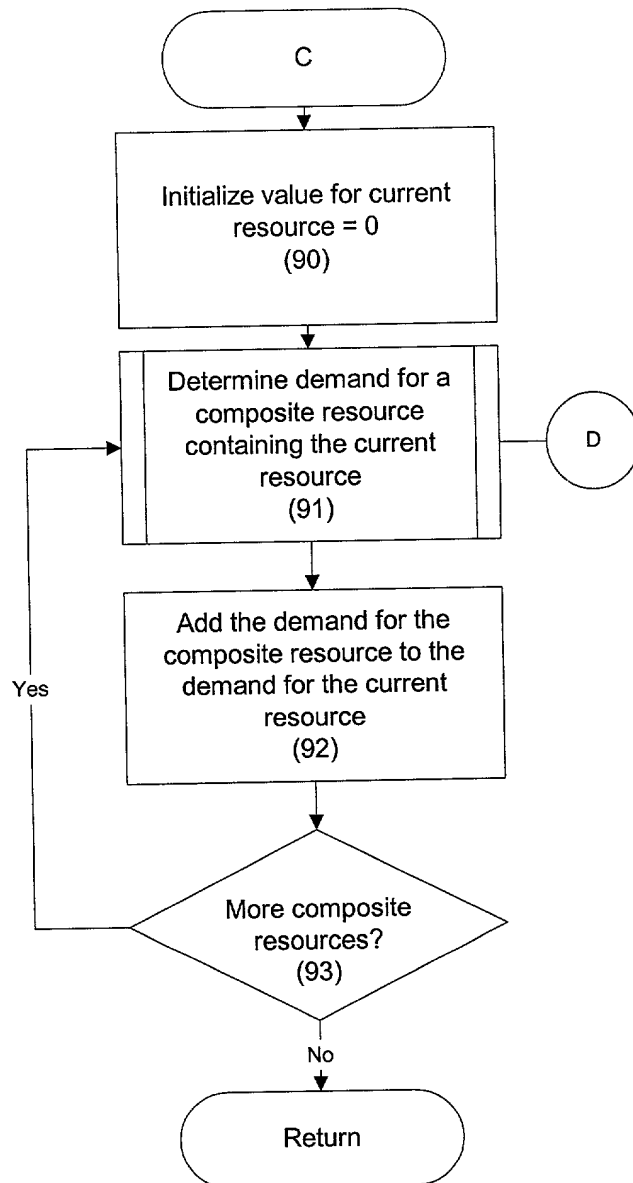 C
Initialize value for current
resource = 0
(90)
Determine demand for a
composite resource
containing the current
resource
(91)
D
Add the demand for the
composite resource to the
demand for the current
resource
(92)
Yes
More composite
resources?
(93)
No
Return